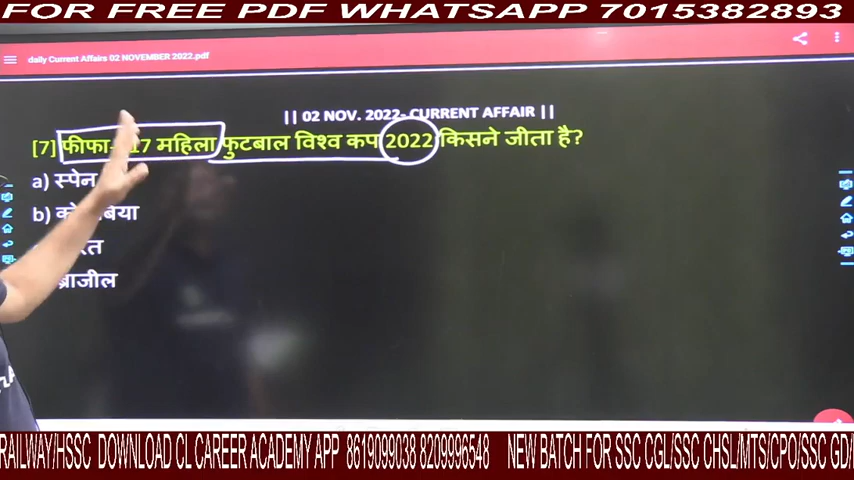 FOR FREE PDF WHATSAPP 7015382893
daily Current Affairs 02 NOVEMBER 2022.pdf
|| 02 NOV. 2022- CURRENT AFFAIR ||
[7] फीफा- 17 महिला फुटबाल विश्व कप 2022 किसने जीता है?
a) स्पेन
b)
ब्राजील
RAILWAY/HSSC DOWNLOAD CL CAREER ACADEMY APP 8619099038 8209996548 NEW BATCH FOR SSC CGL/SSC CHSL/MTS/CPO/SSC GD/